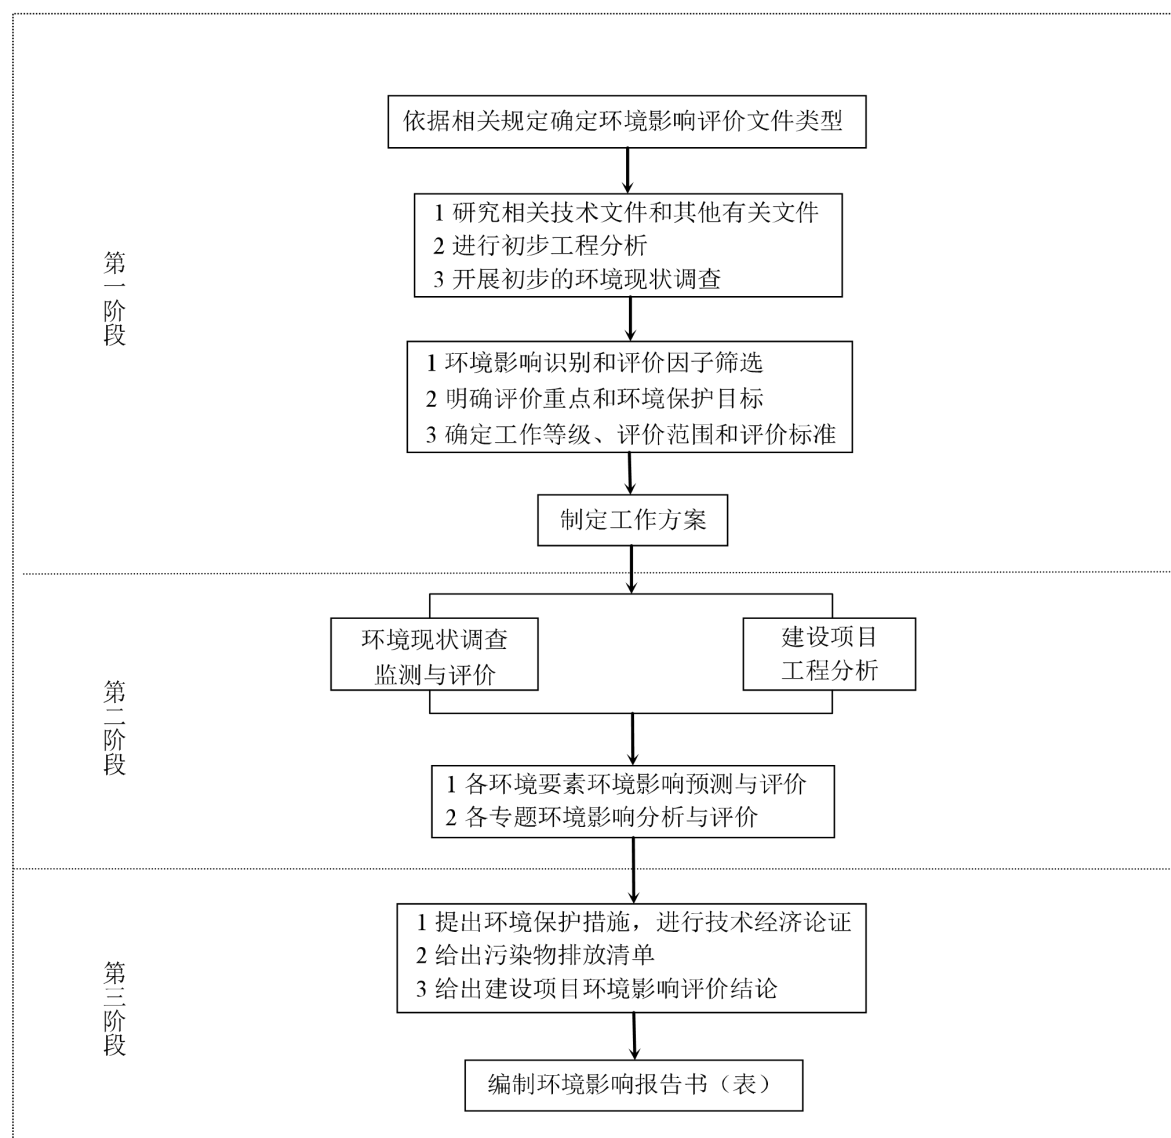 依据相关规定确定环境影响评价文件类型
1 研究相关技术文件和其他有关文件
2 进行初步工程分析
3 开展初步的环境现状调查
第一阶段
1 环境影响识别和评价因子筛选
2 明确评价重点和环境保护目标
3 确定工作等级、评价范围和评价标准
制定工作方案
环境现状调查
监测与评价
建设项目
工程分析
第二阶段
1 各环境要素环境影响预测与评价
2 各专题环境影响分析与评价
1 提出环境保护措施，进行技术经济论证
2 给出污染物排放清单
3 给出建设项目环境影响评价结论
第三阶段
编制环境影响报告书（表）